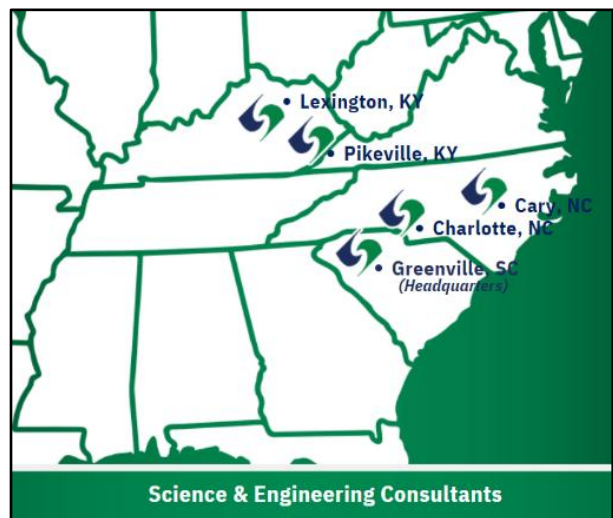 Lexington, KY
Pikeville, KY
Cary, NC
Charlotte, NC
Greenville, SC
(Headquarters)
Science & Engineering Consultants